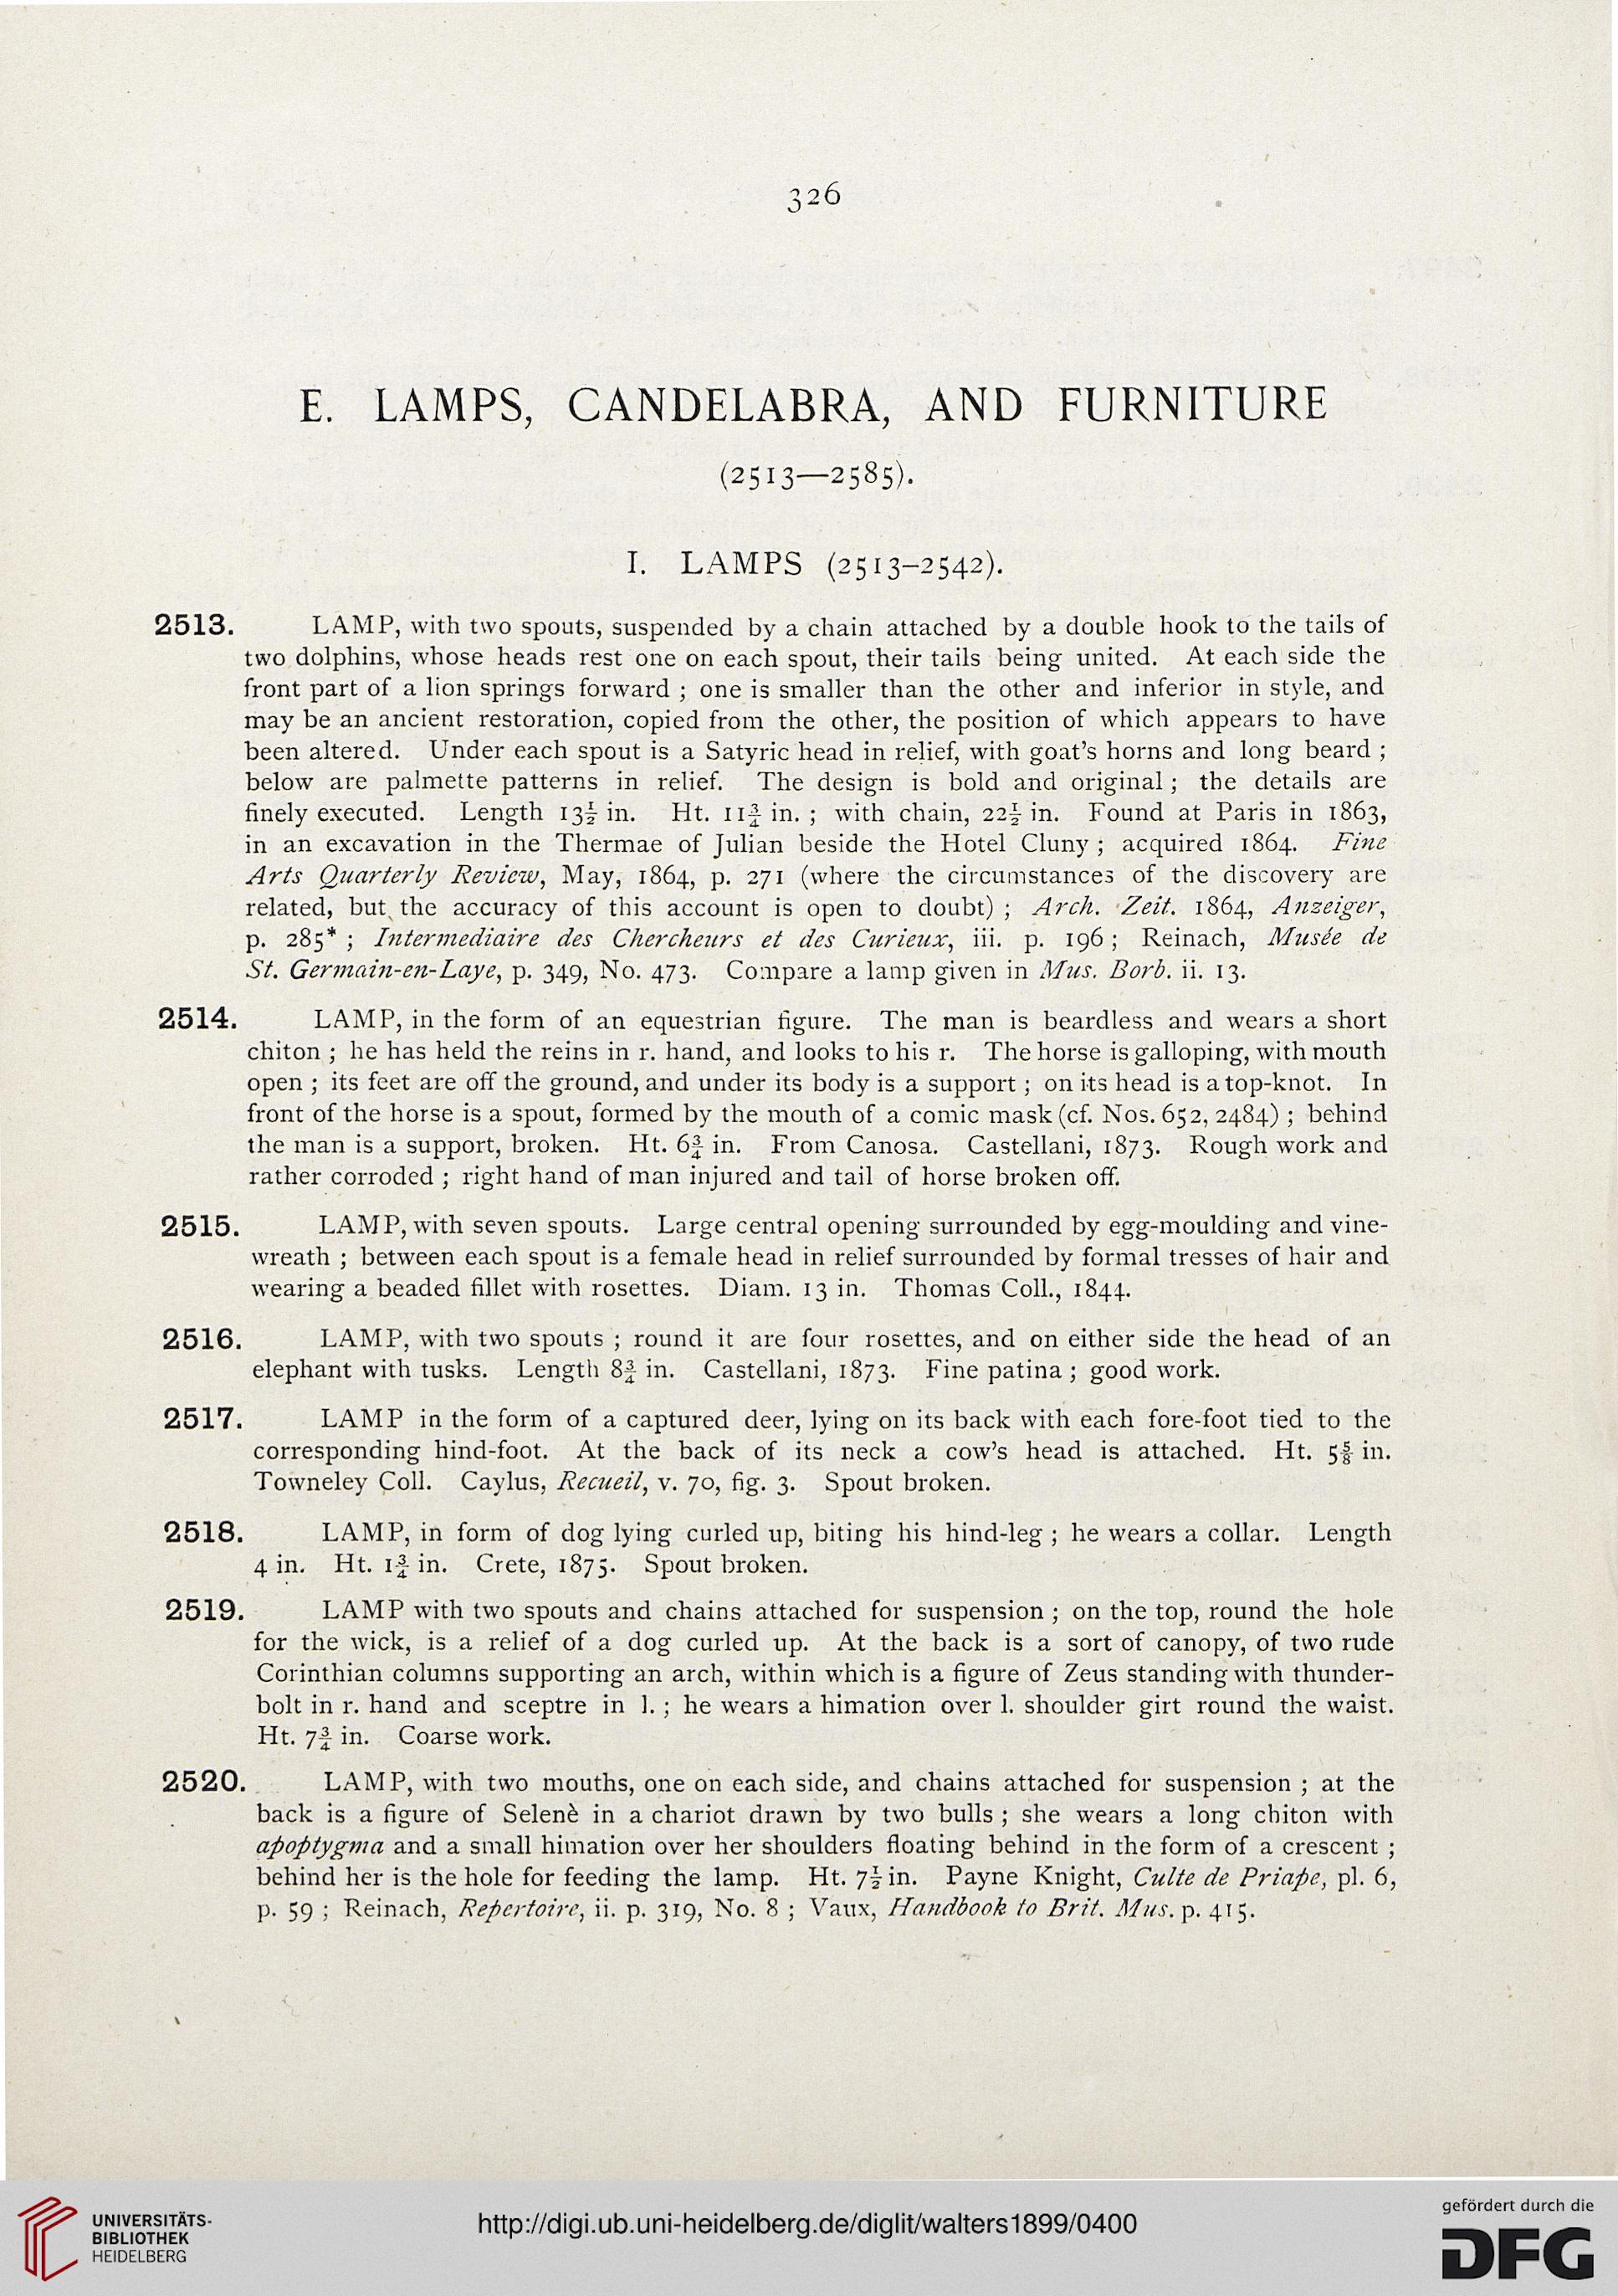 326
E. LAMPS, CANDELABRA, AND FURNITURE
(2513—2585).
I. LAMPS (2513–2542).
2513. LAMP, with two spouts, suspended by a chain attached by a double hook to the tails of
two dolphins, whose heads rest one on each spout, their tails being united. At each side the
front part of a lion springs forward ; one is smaller than the other and inferior in style, and
may be an ancient restoration, copied from the other, the position of which appears to have
been altered. Under each spout is a Satyric head in relief, with goat's horns and long beard ;
below are palmette patterns in relief. The design is bold and original ; the details are
finely executed. Length 13½ in. Ht. 11¾ in. ; with chain, 22½ in. Found at Paris in 1863,
in an excavation in the Thermae of Julian beside the Hotel Cluny ; acquired 1864. Fine
Arts Quarterly Review, May, 1864, p. 271 (where the circumstances of the discovery are
related, but the accuracy of this account is open to doubt) ; Arch. Zeit. 1864, Anzeiger,
p. 285* ; Intermediaire des Chercheurs et des Curieux, iii. p. 196 ; Reinach, Musée de
St. Germain-en-Laye, p. 349, No. 473. Compare a lamp given in Mus. Borb. ii. 13.
2514. LAMP, in the form of an equestrian figure. The man is beardless and wears a short
chiton ; he has held the reins in r. hand, and looks to his r. The horse is galloping, with mouth
open ; its feet are off the ground, and under its body is a support ; on its head is a top-knot. In
front of the horse is a spout, formed by the mouth of a comic mask (cf. Nos. 652, 2484) ; behind
the man is a support, broken. Ht. 6¾ in. From Canosa. Castellani, 1873. Rough work and
rather corroded ; right hand of man injured and tail of horse broken off.
2515. LAMP, with seven spouts. Large central opening surrounded by egg-moulding and vine-
wreath ; between each spout is a female head in relief surrounded by formal tresses of hair and
wearing a beaded fillet with rosettes. Diam. 13 in. Thomas Coll., 1844.
2516. LAMP, with two spouts ; round it are four rosettes, and on either side the head of an
elephant with tusks. Length 8¾ in. Castellani, 1873. Fine patina ; good work.
2517. LAMP in the form of a captured deer, lying on its back with each fore-foot tied to the
corresponding hind-foot. At the back of its neck a cow's head is attached. Ht. 5⅝ in.
Towneley Coll. Caylus, Recueil, v. 70, fig. 3. Spout broken.
2518. LAMP, in form of dog lying curled up, biting his hind-leg ; he wears a collar. Length
4 in. Ht. 1¾ in. Crete, 1875. Spout broken.
2519. LAMP with two spouts and chains attached for suspension ; on the top, round the hole
for the wick, is a relief of a dog curled up. At the back is a sort of canopy, of two rude
Corinthian columns supporting an arch, within which is a figure of Zeus standing with thunder-
bolt in r. hand and sceptre in l. ; he wears a himation over l. shoulder girt round the waist.
Ht. 7¾ in. Coarse work.
2520. LAMP, with two mouths, one on each side, and chains attached for suspension ; at the
back is a figure of Selenè in a chariot drawn by two bulls ; she wears a long chiton with
apoptygma and a small himation over her shoulders floating behind in the form of a crescent ;
behind her is the hole for feeding the lamp. Ht. 7½ in. Payne Knight, Culte de Priape, pl. 6,
p. 59 ; Reinach, Repertoire, ii. p. 319, No. 8 ; Vaux, Handbook to Brit. Mus. p. 415.
UNIVERSITÄTS-
BIBLIOTHEK
HEIDELBERG
http://digi.ub.uni-heidelberg.de/diglit/walters1899/0400
gefördert durch die
DFG